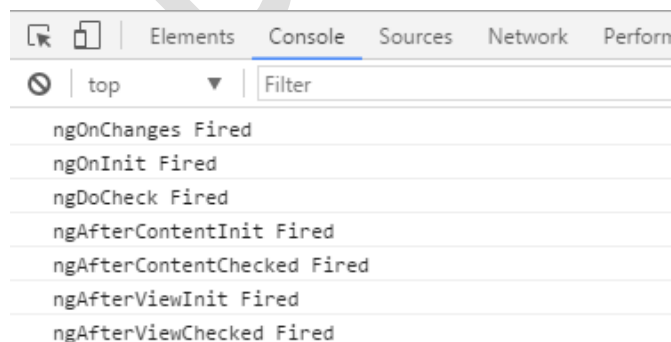 Elements Console Sources Network Perforn
top ▼ Filter
ngOnChanges Fired
ngOnInit Fired
ngDoCheck Fired
ngAfterContentInit Fired
ngAfterContentChecked Fired
ngAfterViewInit Fired
ngAfterViewChecked Fired